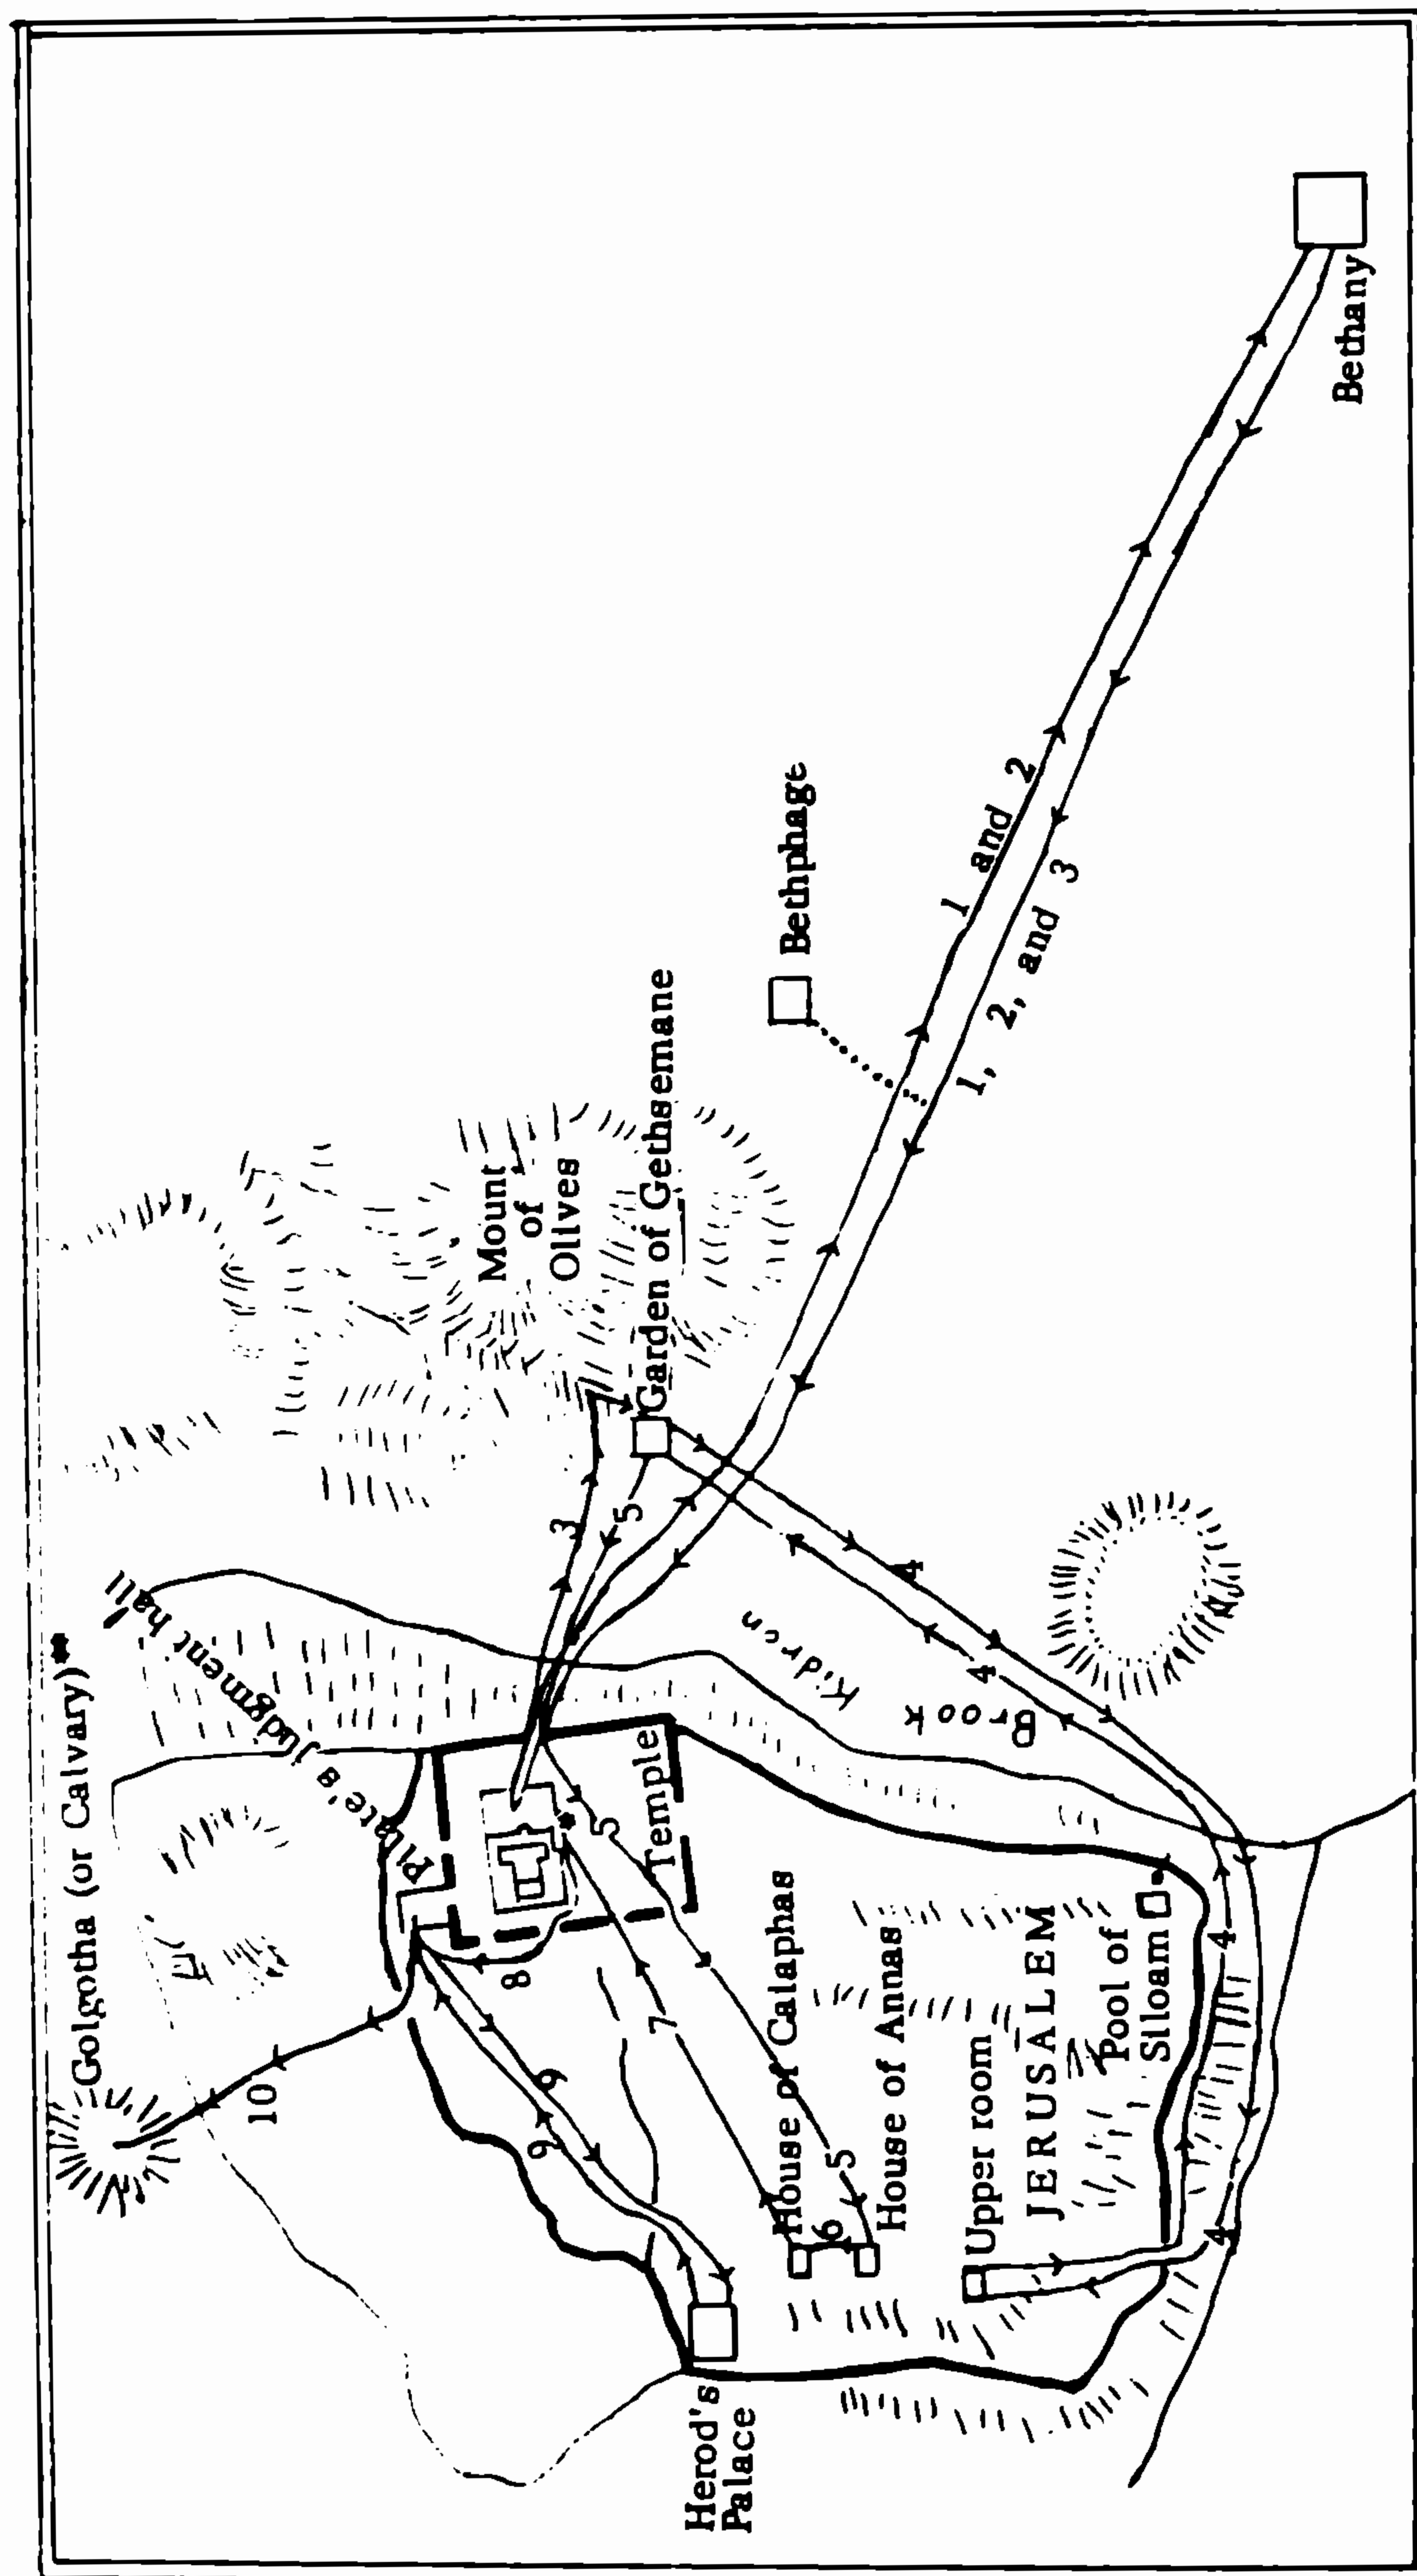 Golgotha (or Calvary)**
Pilate's judgment hall
10
Mount
of
Olives
Garden of Gethsemane
3
5
Bethphage
1 and 2
1, 2, and 3
Bethany
Temple
*
5
8
7
9
9
Herod's
Palace
House of Caiaphas
6
5
House of Annas
Upper room
JERUSALEM
Pool of
Siloam
Brook Kidron
4
4
4
4